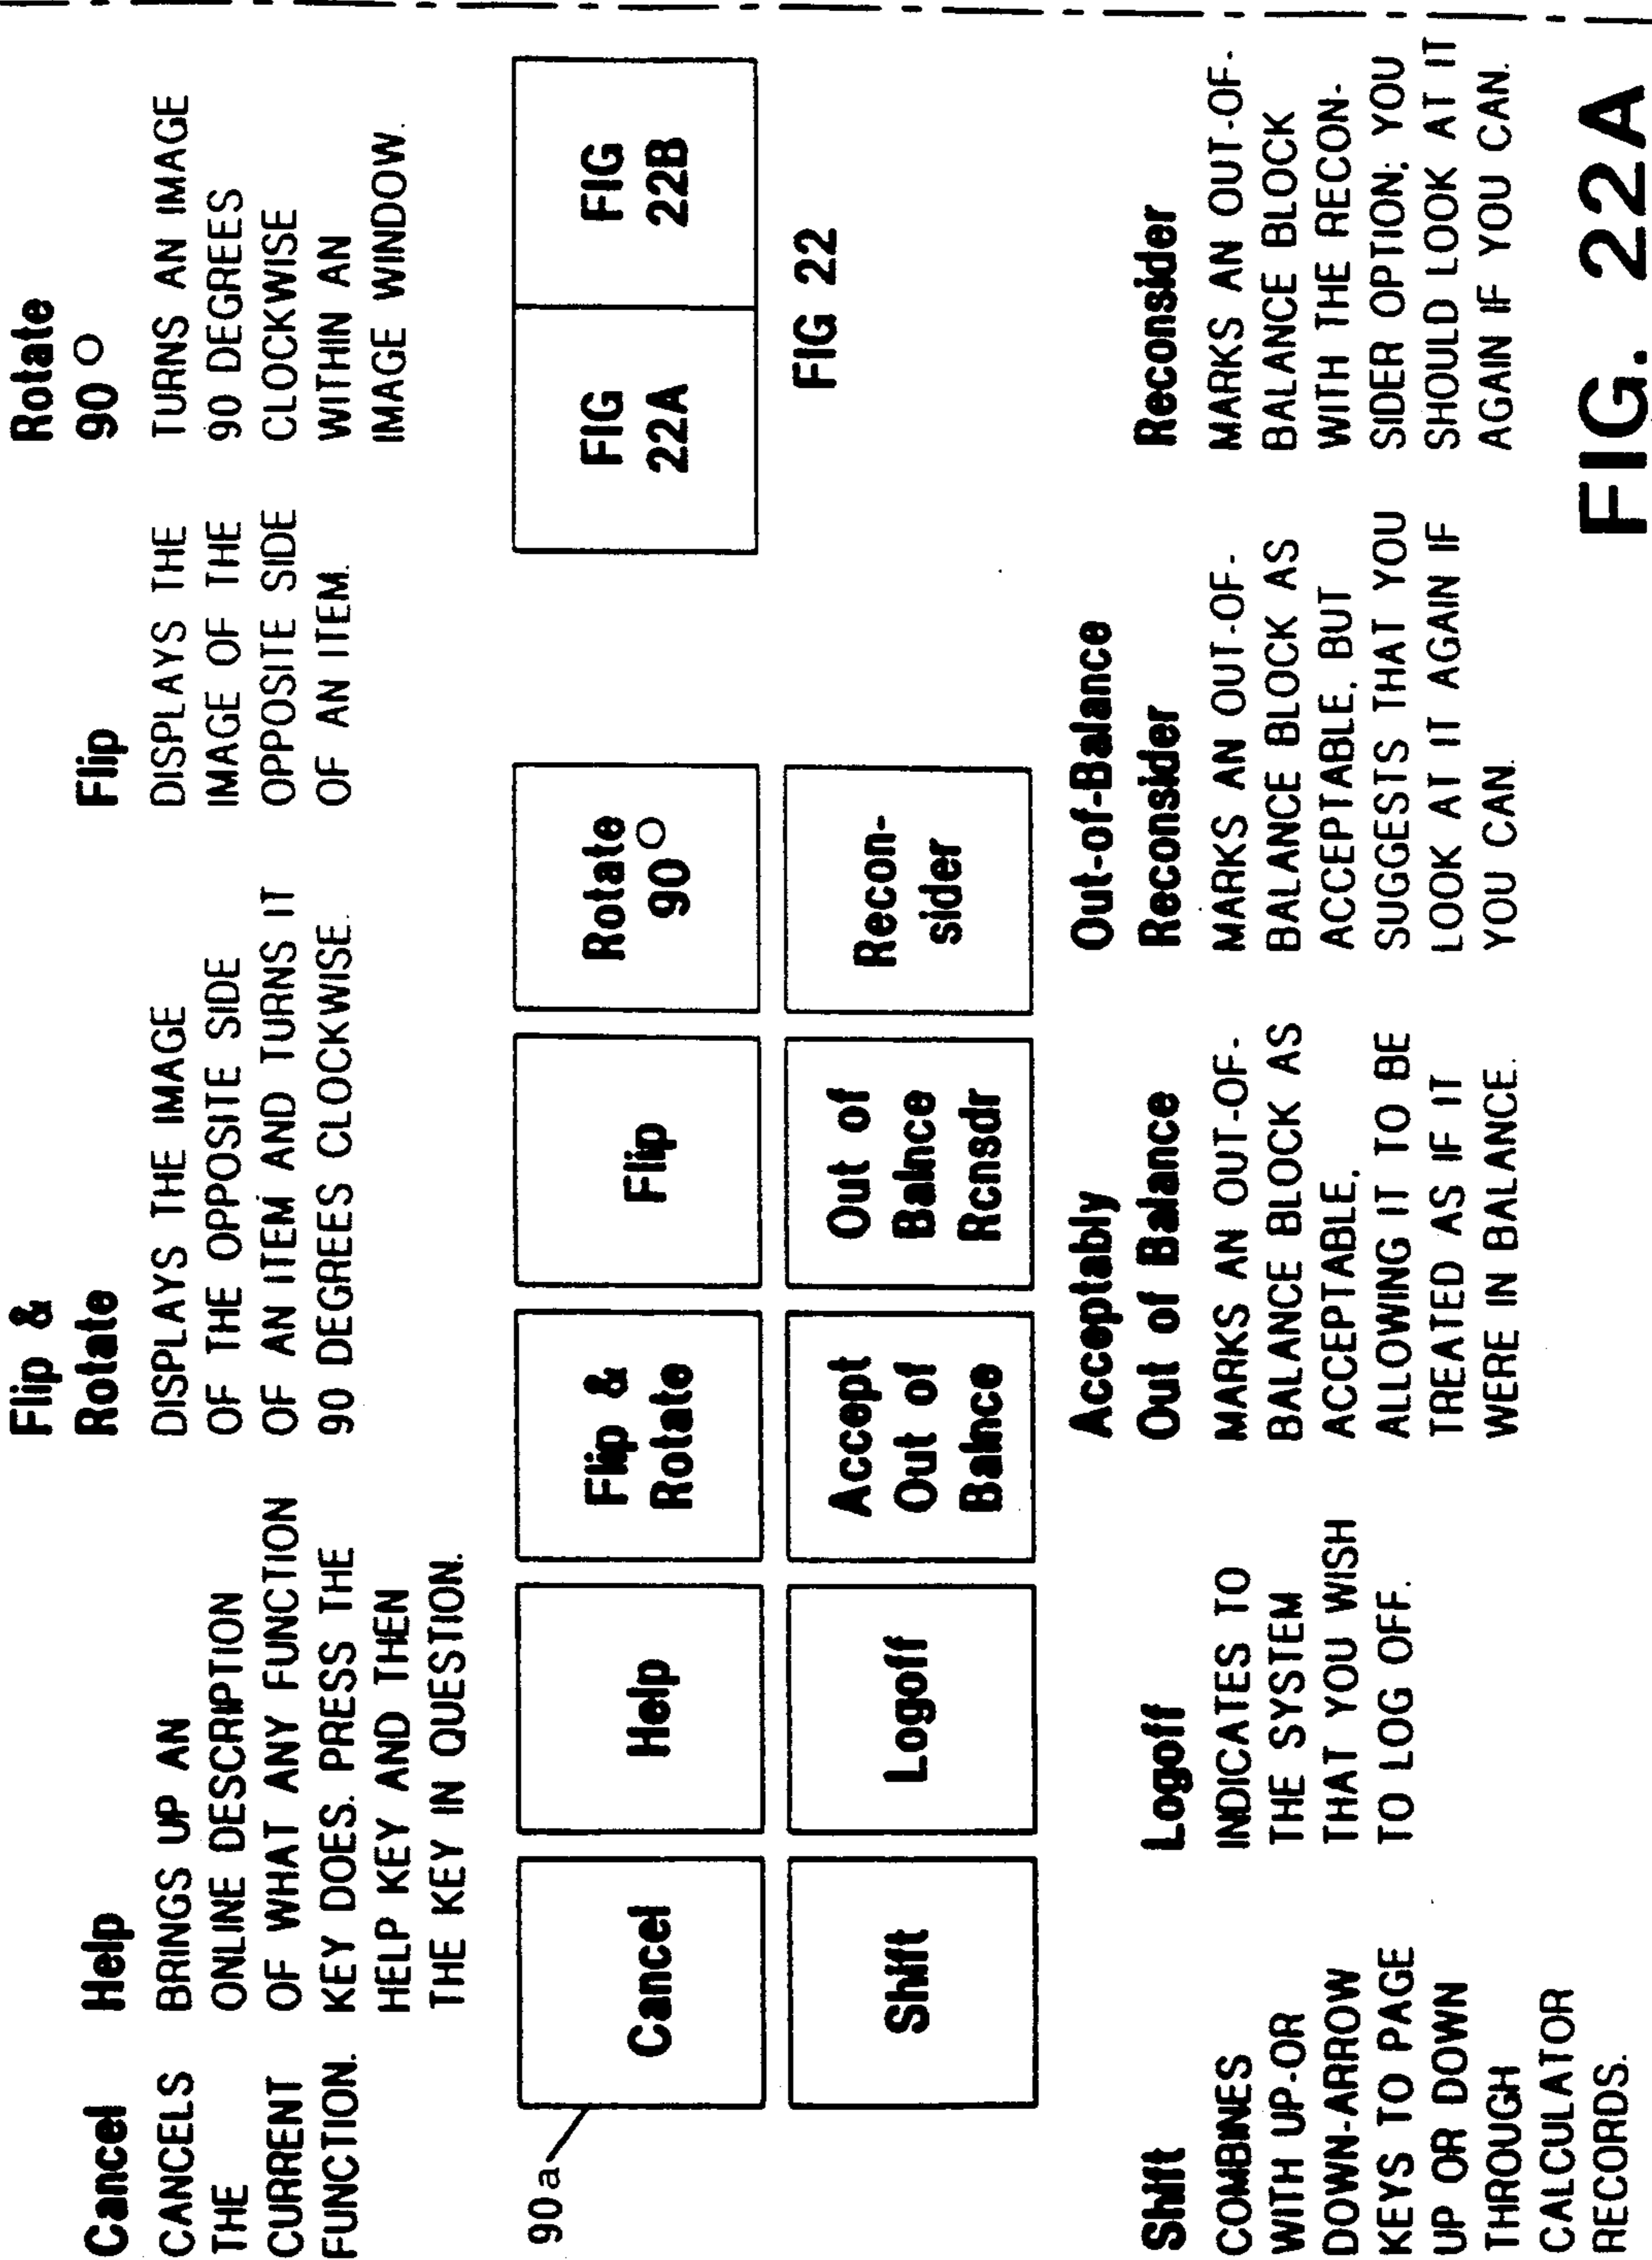 Cancel
CANCELS
THE
CURRENT
FUNCTION.
Help
BRINGS UP AN
ONLINE DESCRIPTION
OF WHAT ANY FUNCTION
KEY DOES. PRESS THE
HELP KEY AND THEN
THE KEY IN QUESTION.
Flip &
Rotate
DISPLAYS THE IMAGE
OF THE OPPOSITE SIDE
OF AN ITEM AND TURNS IT
90 DEGREES CLOCKWISE.
Flip
DISPLAYS THE
IMAGE OF THE
OPPOSITE SIDE
OF AN ITEM.
Rotate
90°
TURNS AN IMAGE
90 DEGREES
CLOCKWISE
WITHIN AN
IMAGE WINDOW.
90a
Cancel
Help
Flip &
Rotate
Flip
Rotate
90°
FIG
22A
FIG
22B
FIG 22
Shift
Logoff
Accept
Out of
Balnce
Out of
Balnce
Rcnsdr
Recon-
sider
Shift
COMBINES
WITH UP-OR
DOWN-ARROW
KEYS TO PAGE
UP OR DOWN
THROUGH
CALCULATOR
RECORDS.
Logoff
INDICATES TO
THE SYSTEM
THAT YOU WISH
TO LOG OFF.
Acceptably
Out of Balance
MARKS AN OUT-OF-
BALANCE BLOCK AS
ACCEPTABLE,
ALLOWING IT TO BE
TREATED AS IF IT
WERE IN BALANCE.
Out-of-Balance
Reconsider
MARKS AN OUT-OF-
BALANCE BLOCK AS
ACCEPTABLE, BUT
SUGGESTS THAT YOU
LOOK AT IT AGAIN IF
YOU CAN.
Reconsider
MARKS AN OUT-OF-
BALANCE BLOCK
WITH THE RECON-
SIDER OPTION; YOU
SHOULD LOOK AT IT
AGAIN IF YOU CAN.
FIG. 22A